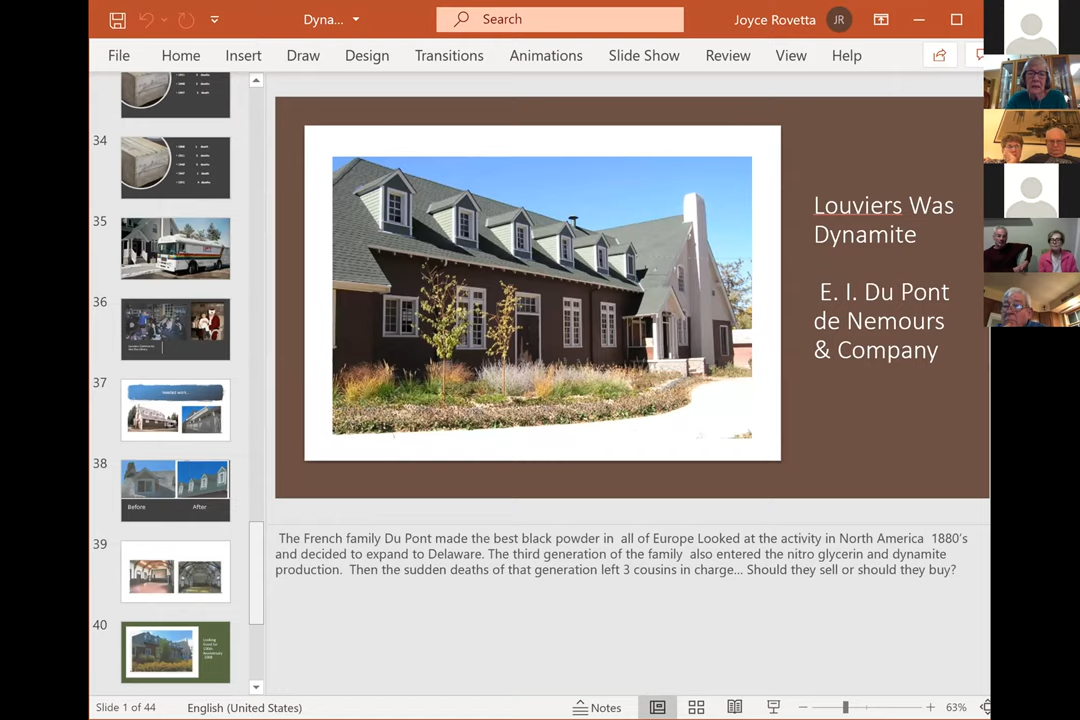 Dyna...
Search
Joyce Rovetta
JR
File Home Insert Draw Design Transitions Animations Slide Show Review View Help
34
35
36
37
needed work...
38
Before After
39
40
Louviers Was
Dynamite
E. I. Du Pont
de Nemours
& Company
The French family Du Pont made the best black powder in all of Europe Looked at the activity in North America 1880's
and decided to expand to Delaware. The third generation of the family also entered the nitro glycerin and dynamite
production. Then the sudden deaths of that generation left 3 cousins in charge... Should they sell or should they buy?
Slide 1 of 44
English (United States)
Notes
63%